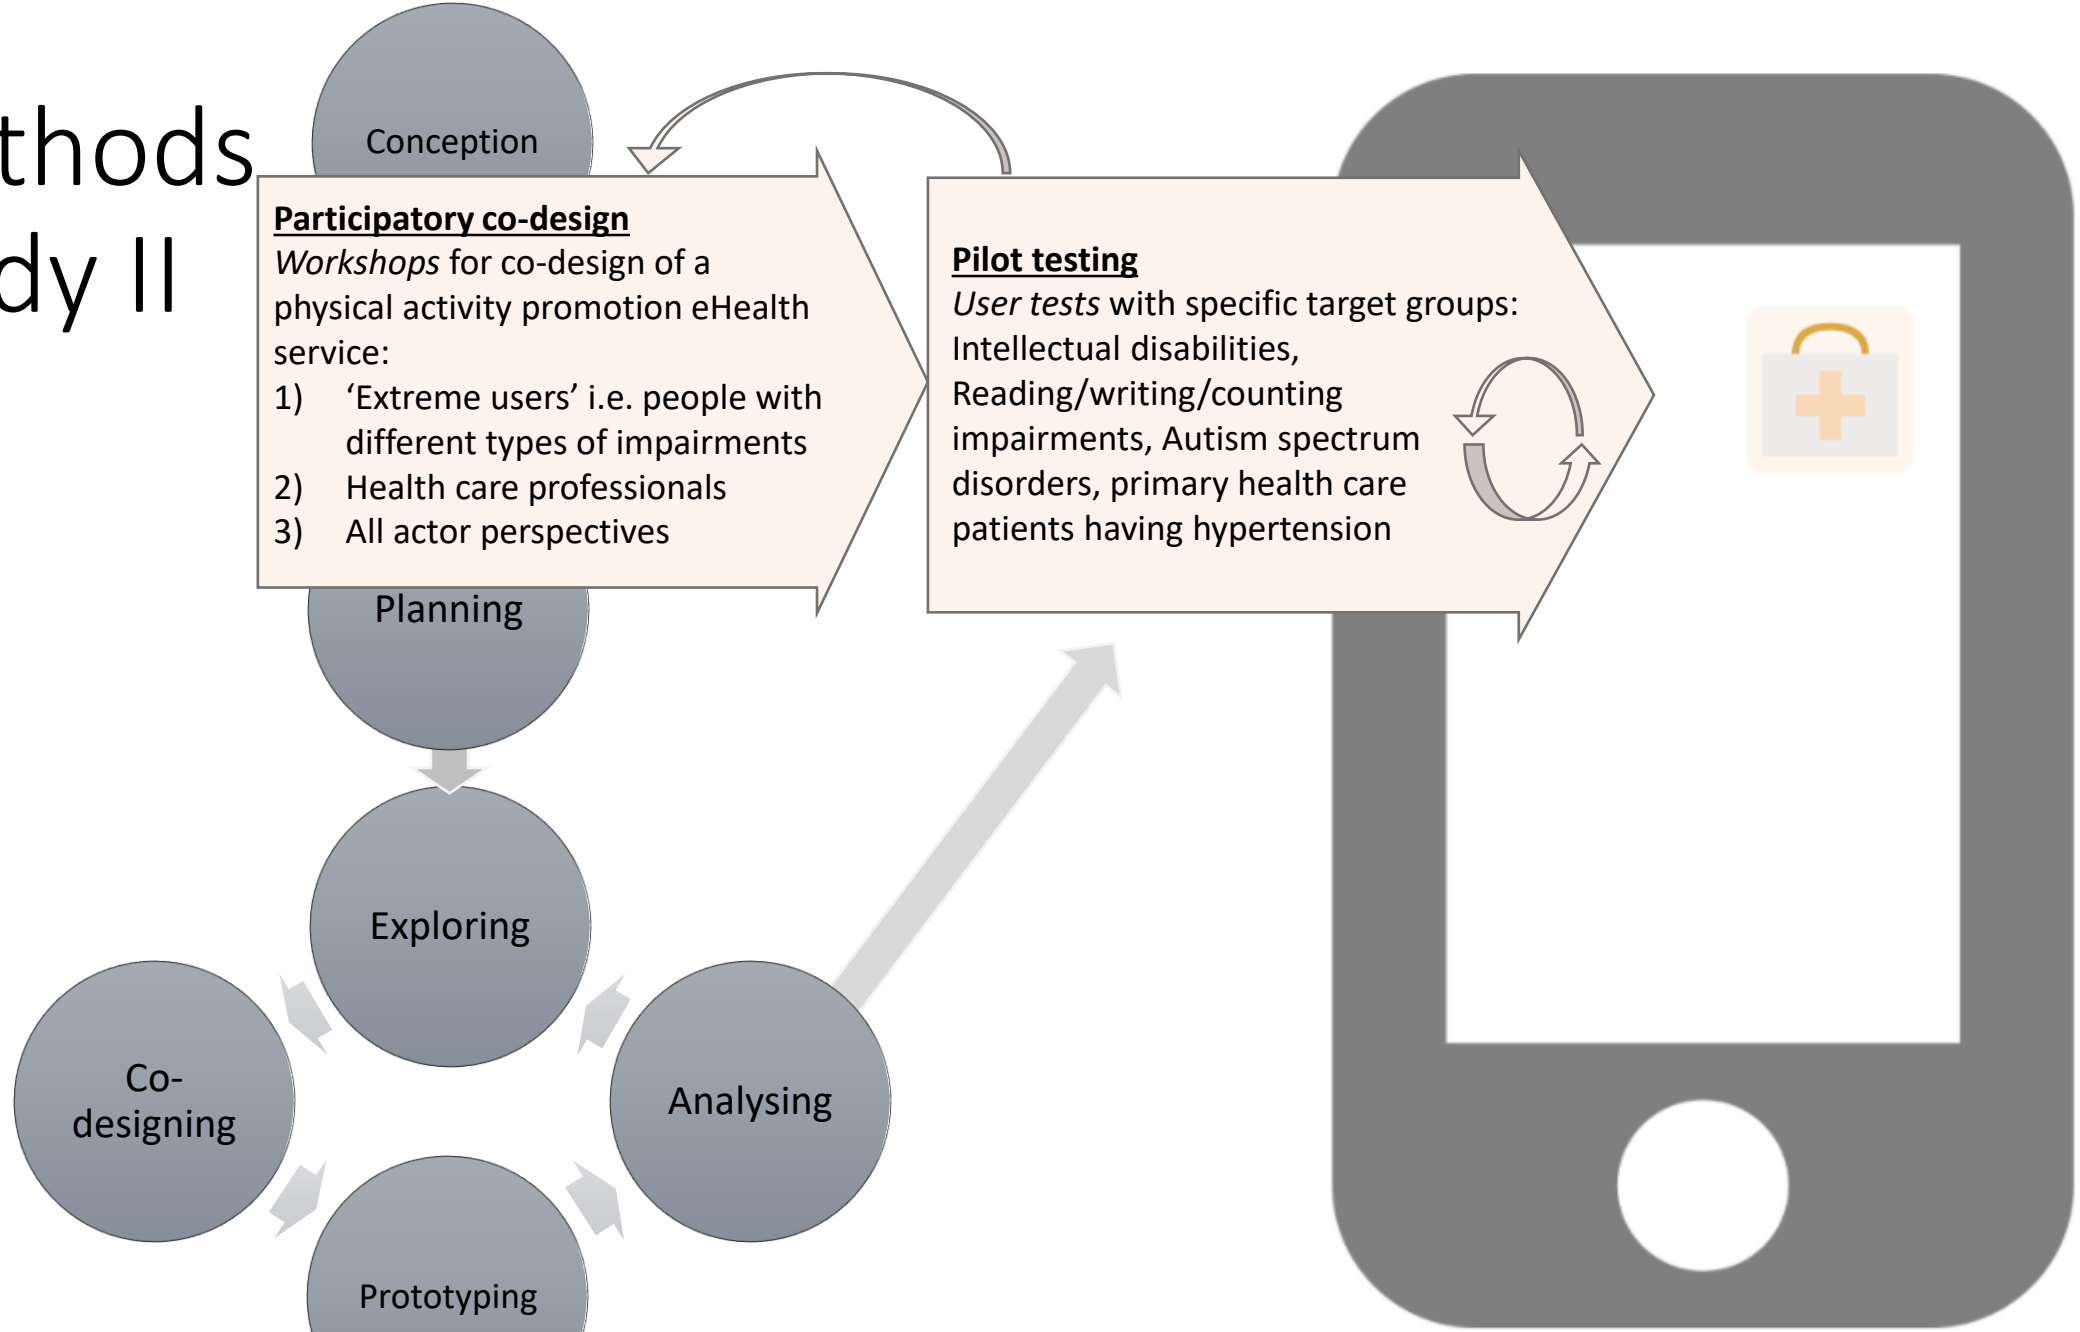 thods
dy II
Conception
Participatory co-design
Workshops for co-design of a
physical activity promotion eHealth
service:
1) ‘Extreme users’ i.e. people with
different types of impairments
2) Health care professionals
3) All actor perspectives
Pilot testing
User tests with specific target groups:
Intellectual disabilities,
Reading/writing/counting
impairments, Autism spectrum
disorders, primary health care
patients having hypertension
Planning
Exploring
Co-
designing
Analysing
Prototyping